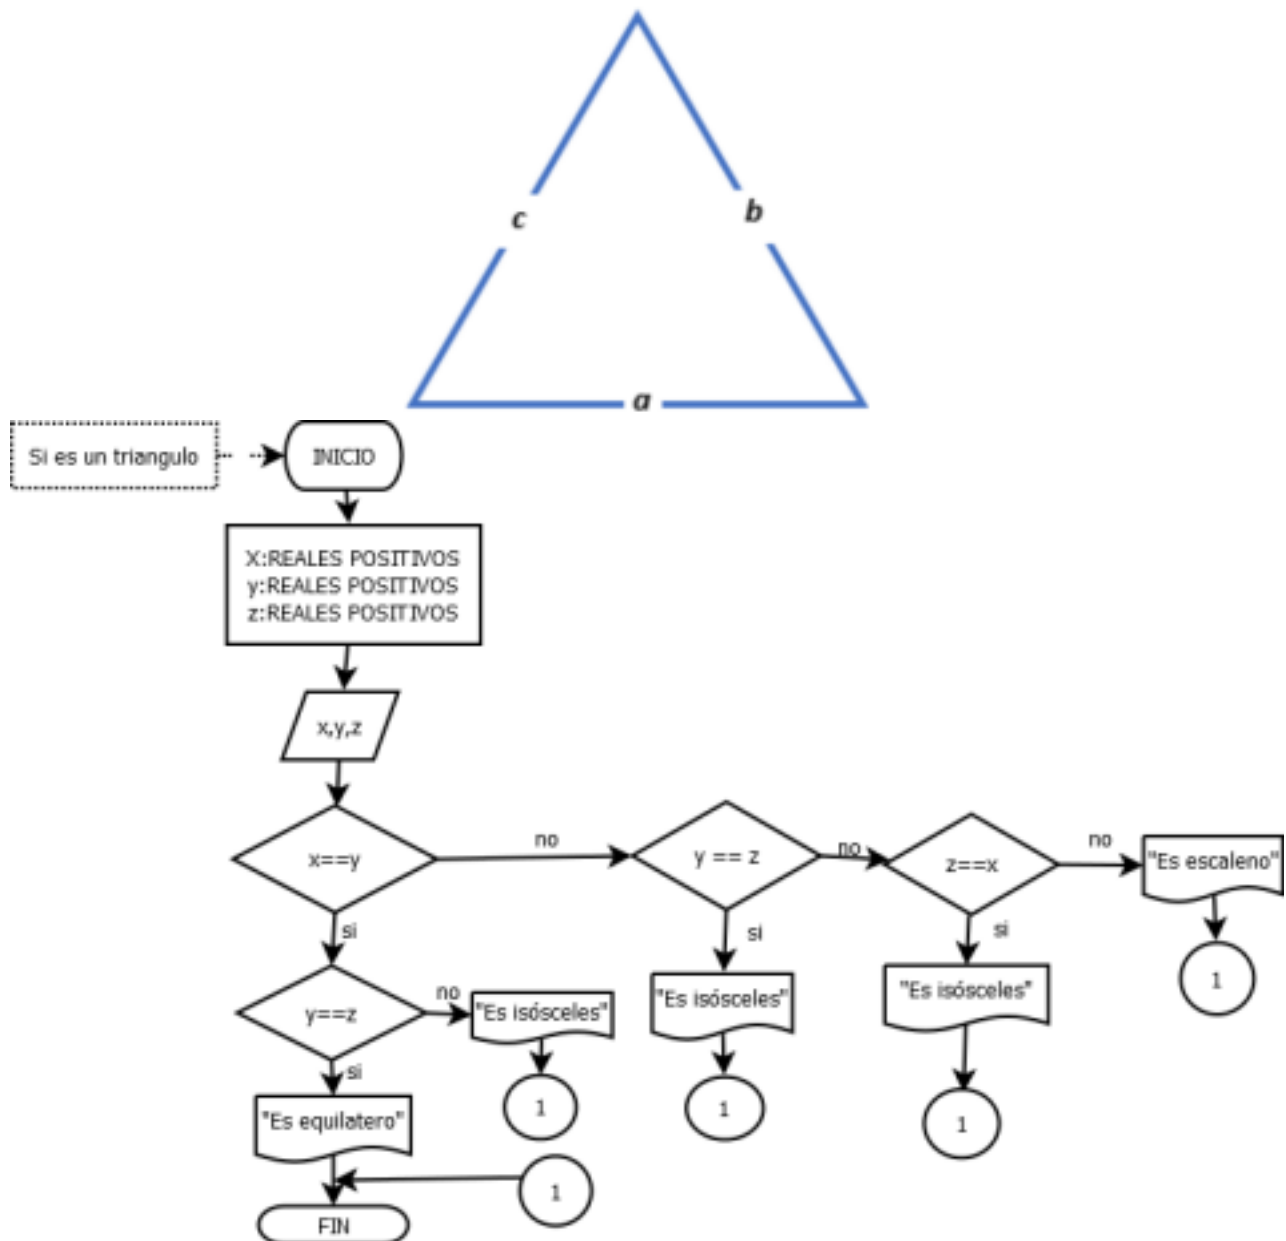 c
b
a
Si es un triangulo
INICIO
X:REALES POSITIVOS
y:REALES POSITIVOS
z:REALES POSITIVOS
x,y,z
x==y
no
y == z
no
z==x
no
"Es escaleno"
si
si
si
1
y==z
no
"Es isósceles"
"Es isósceles"
"Es isósceles"
si
1
1
1
"Es equilatero"
1
FIN